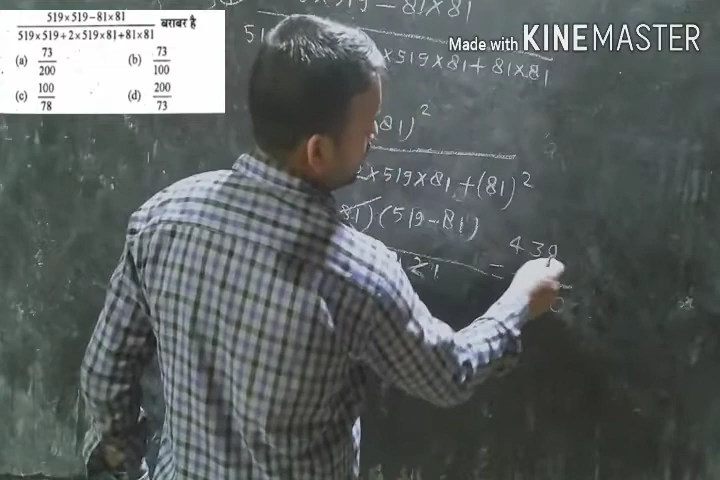 519×519−81×81
519×519+2×519×81+81×81 बराबर है
(a) 73/200 (b) 73/100
(c) 100/78 (d) 200/73
Made with KINEMASTER
519 − 81×81
51 ×519×81+ 81×81
81)²
2×519×81 +(81)²
81) (519−81)
= 438